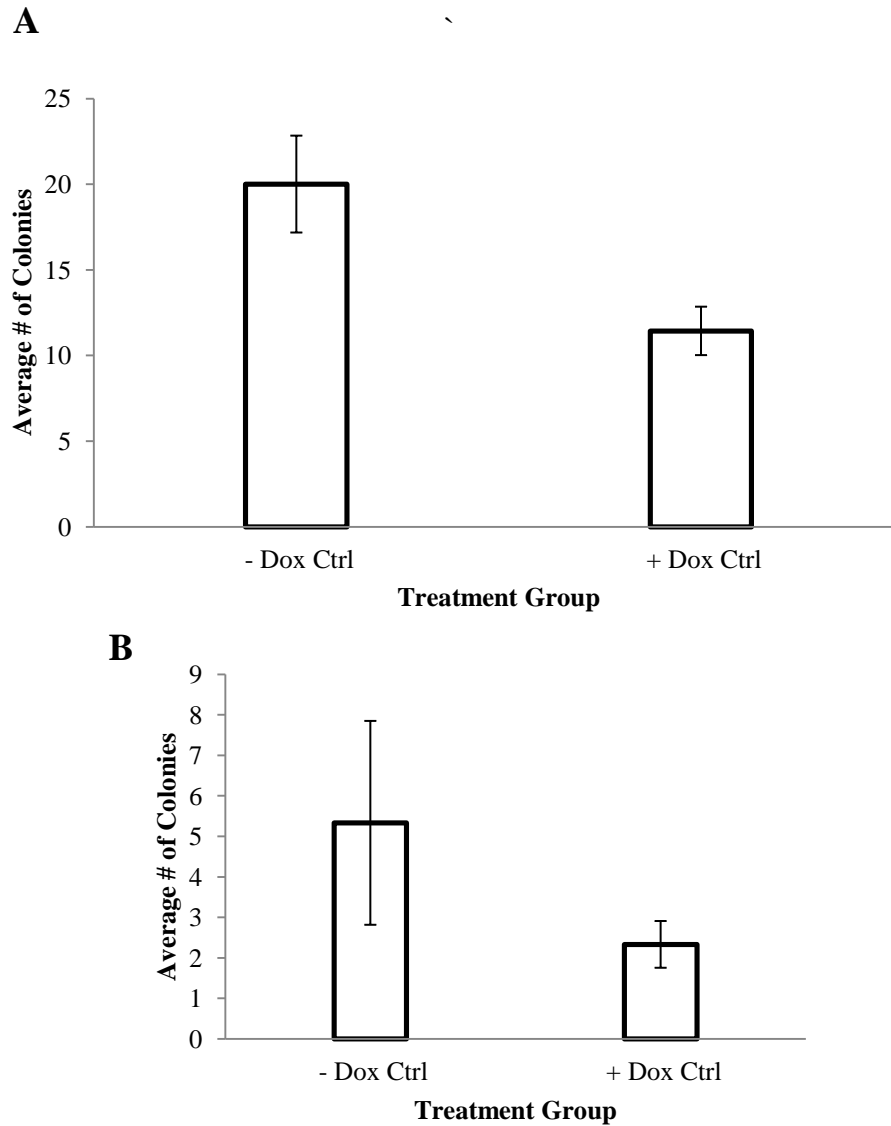 A
`
Average # of Colonies
25
20
15
10
5
0
- Dox Ctrl + Dox Ctrl
Treatment Group
B
Average # of Colonies
9
8
7
6
5
4
3
2
1
0
- Dox Ctrl + Dox Ctrl
Treatment Group